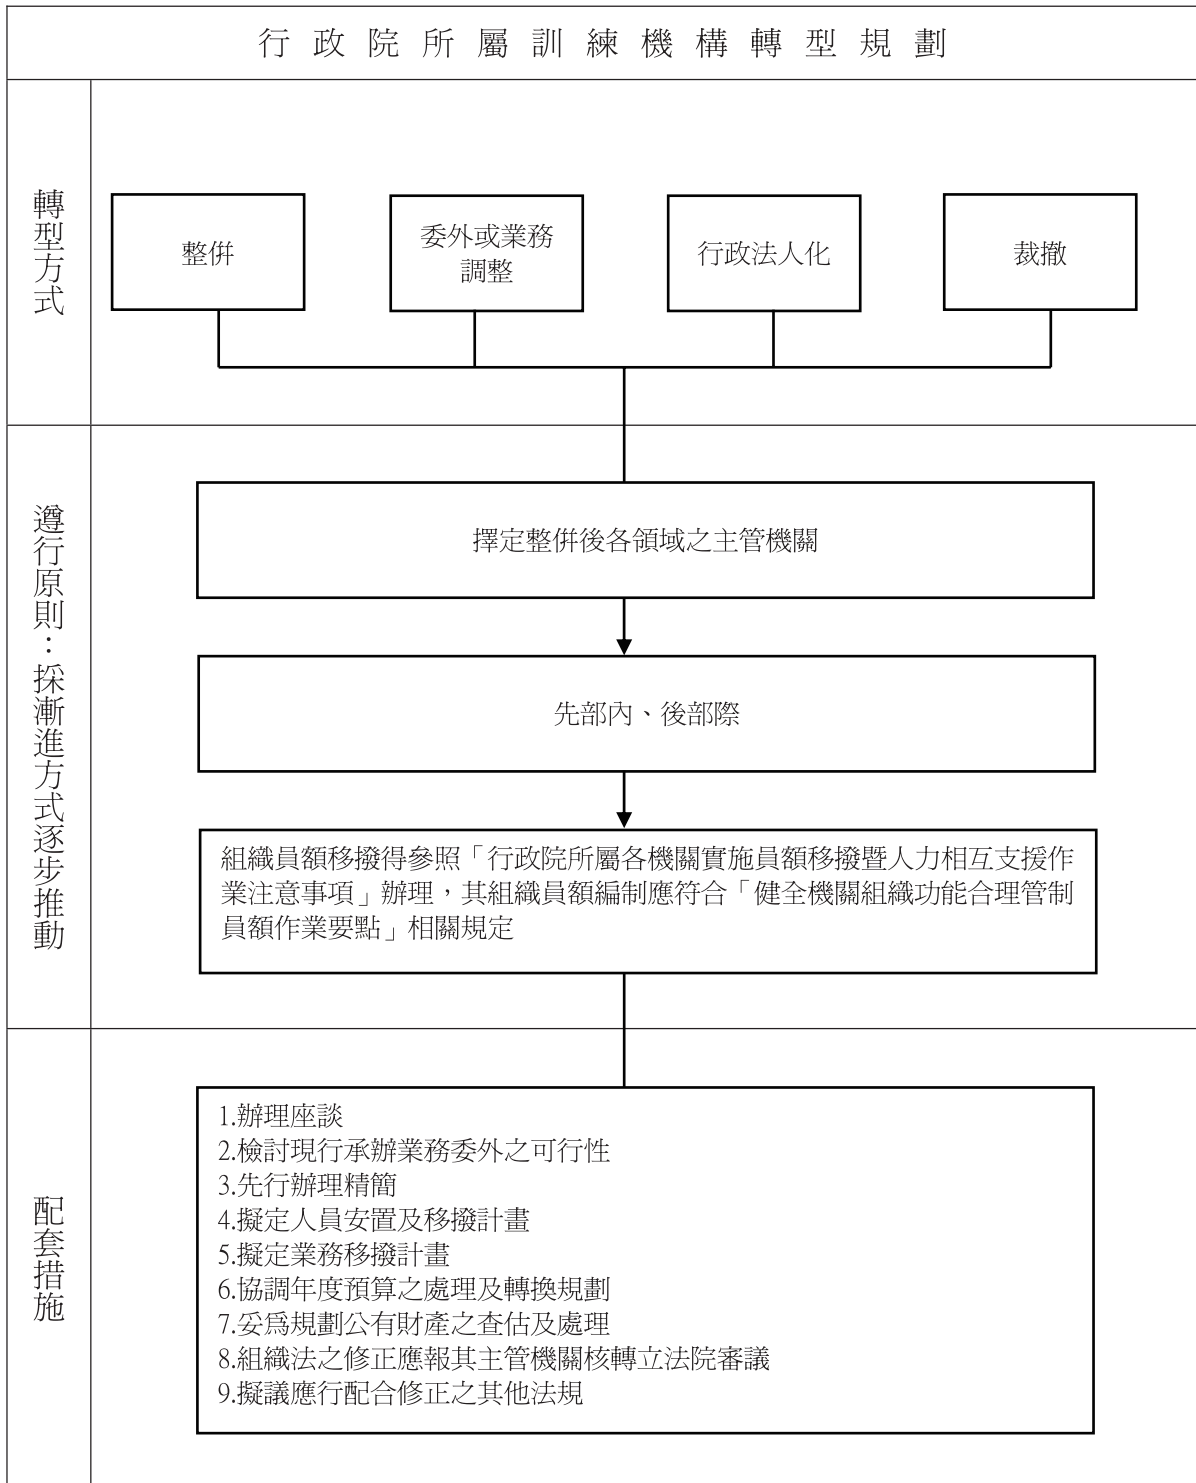 行政院所屬訓練機構轉型規劃
轉型方式
整併
委外或業務
調整
行政法人化
裁撤
遵行原則：採漸進方式逐步推動
擇定整併後各領域之主管機關
先部內、後部際
組織員額移撥得參照「行政院所屬各機關實施員額移撥暨人力相互支援作
業注意事項」辦理，其組織員額編制應符合「健全機關組織功能合理管制
員額作業要點」相關規定
配套措施
1.辦理座談
2.檢討現行承辦業務委外之可行性
3.先行辦理精簡
4.擬定人員安置及移撥計畫
5.擬定業務移撥計畫
6.協調年度預算之處理及轉換規劃
7.妥為規劃公有財產之查估及處理
8.組織法之修正應報其主管機關核轉立法院審議
9.擬議應行配合修正之其他法規